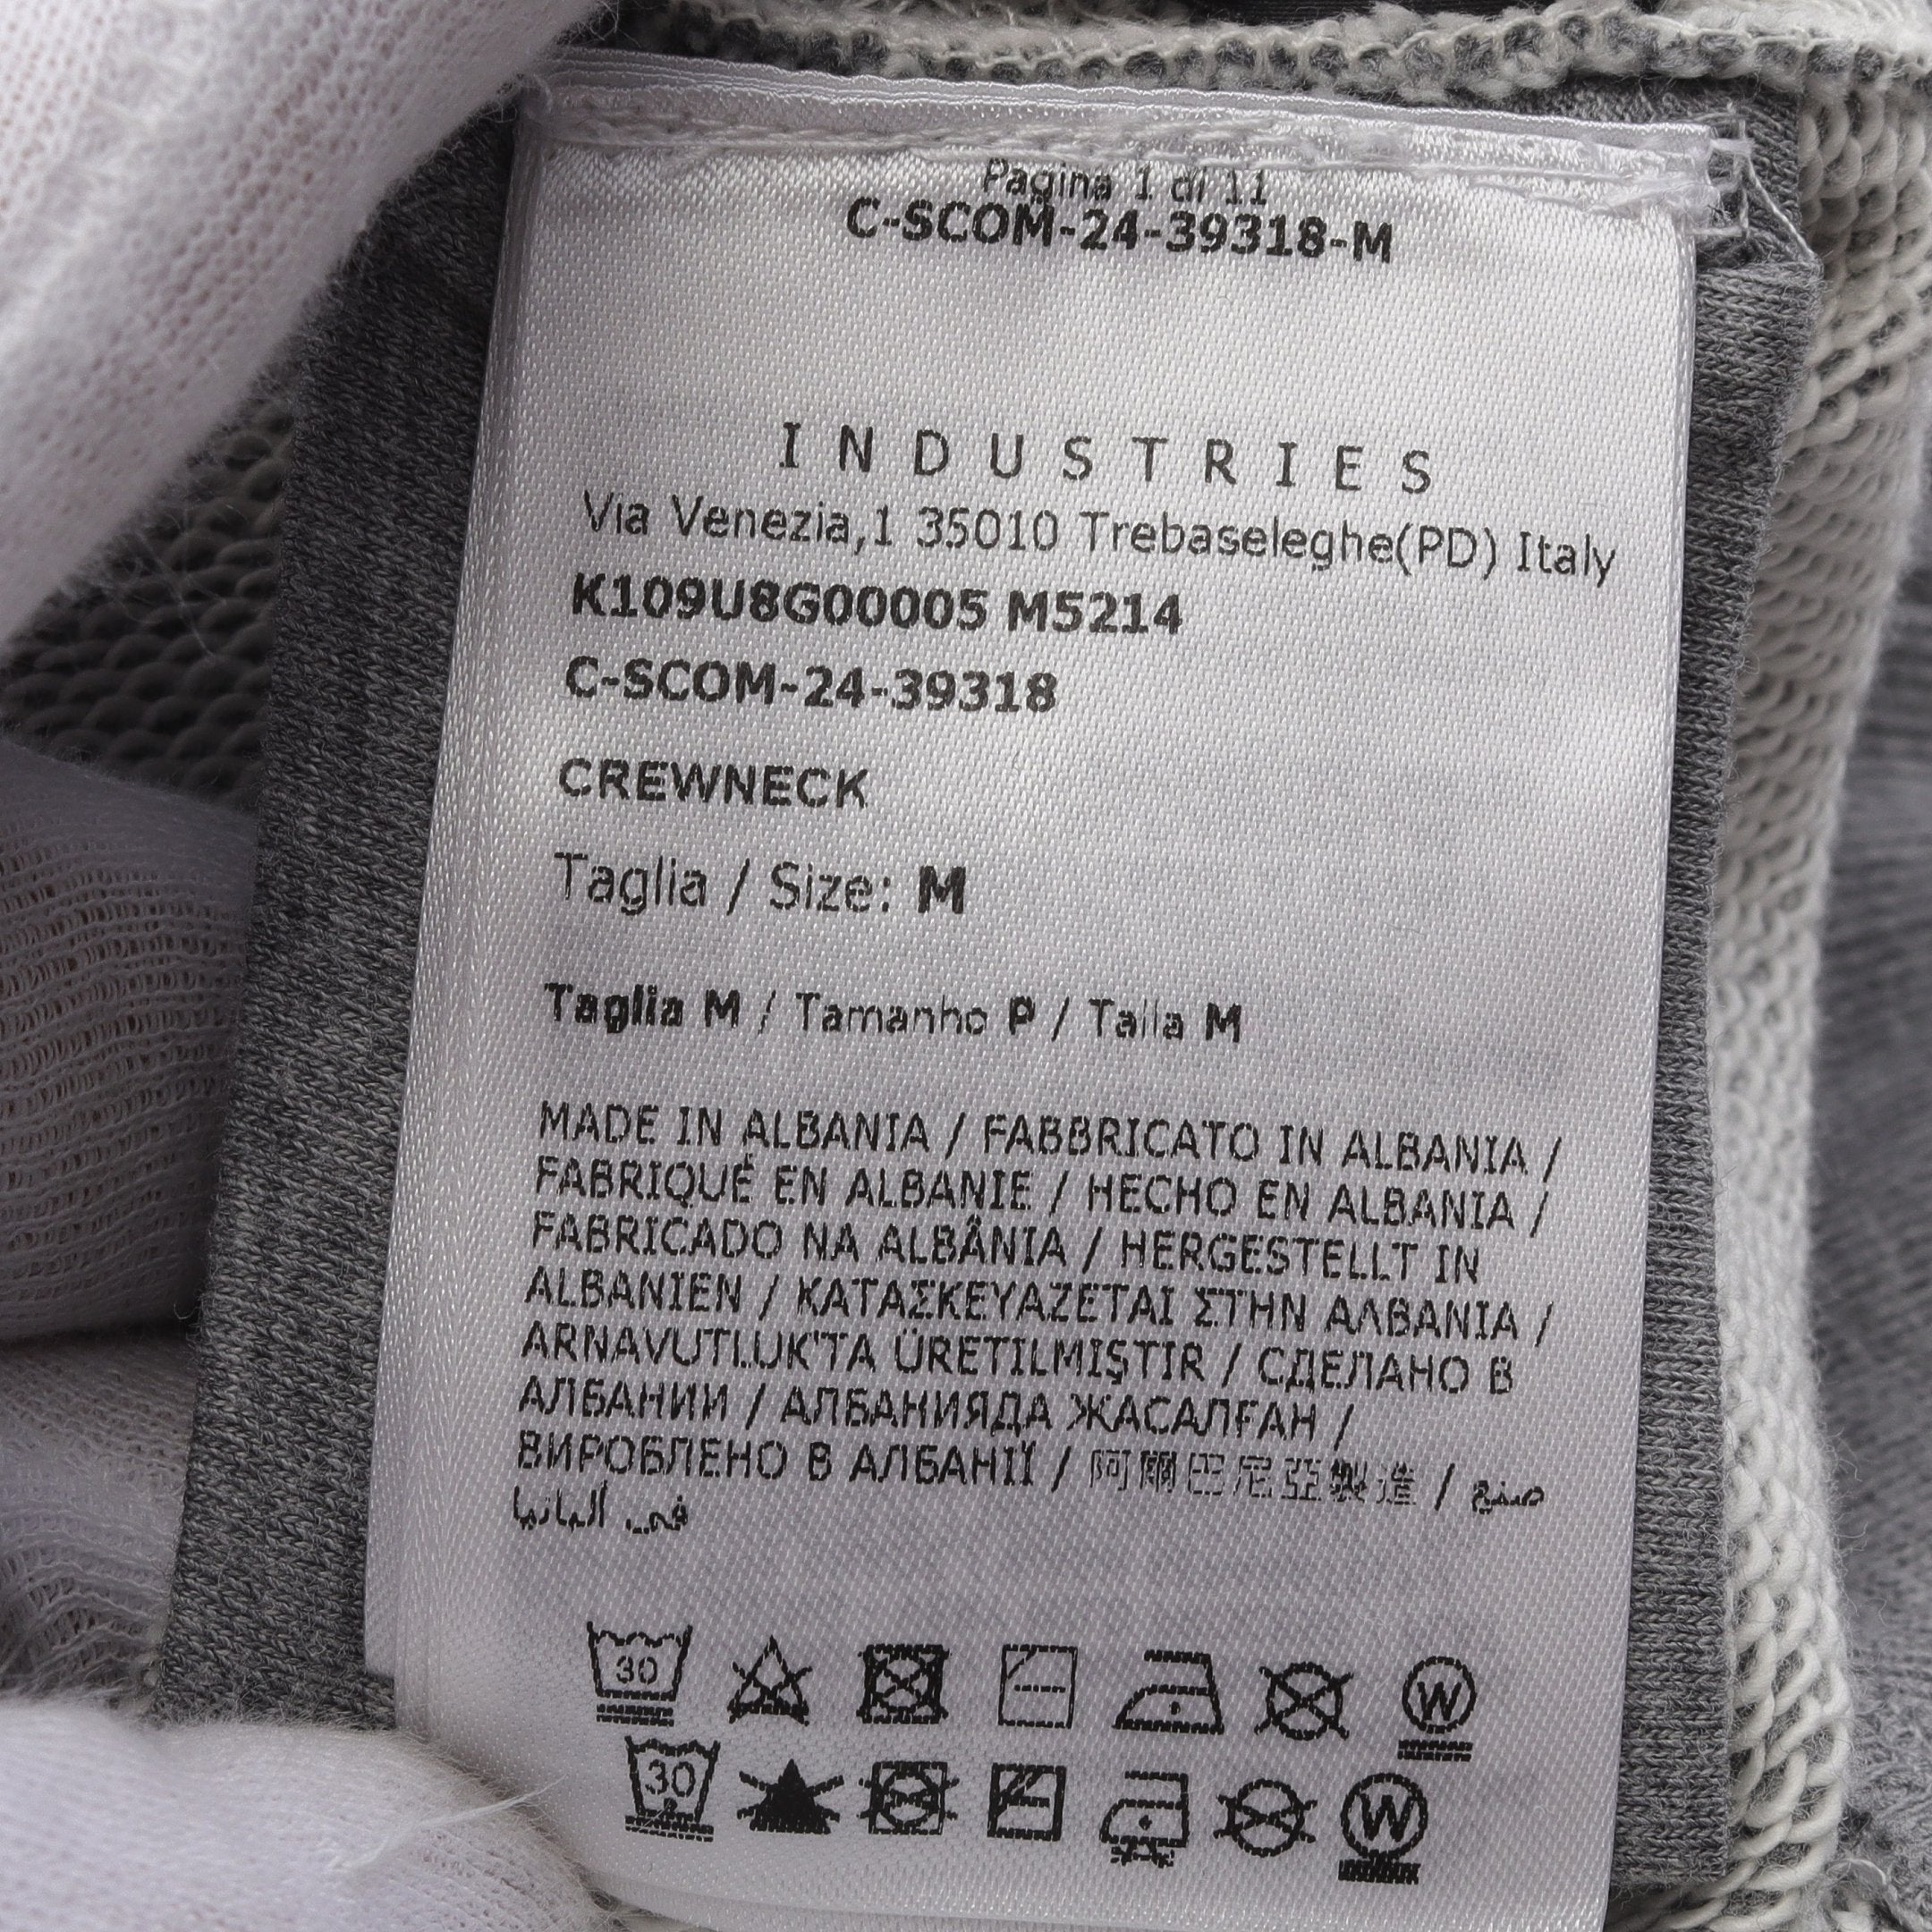 Pagina 1 di 11
C-SCOM-24-39318-M
INDUSTRIES
Via Venezia,1 35010 Trebaseleghe(PD) Italy
K109U8G00005 M5214
C-SCOM-24-39318
CREWNECK
Taglia / Size: M
Taglia M / Tamanho P / Talla M
MADE IN ALBANIA / FABBRICATO IN ALBANIA /
FABRIQUÉ EN ALBANIE / HECHO EN ALBANIA /
FABRICADO NA ALBÂNIA / HERGESTELLT IN
ALBANIEN / ΚΑΤΑΣΚΕΥΑΖΕΤΑΙ ΣΤΗΝ ΑΛΒΑΝΙΑ /
ARNAVUTLUK'TA ÜRETILMIŞTIR / СДЕЛАНО В
АЛБАНИИ / АЛБАНИЯДА ЖАСАЛҒАН /
ВИРОБЛЕНО В АЛБАНІЇ / 阿爾巴尼亞製造 / صنع
في ألبانيا
30
W
30
W